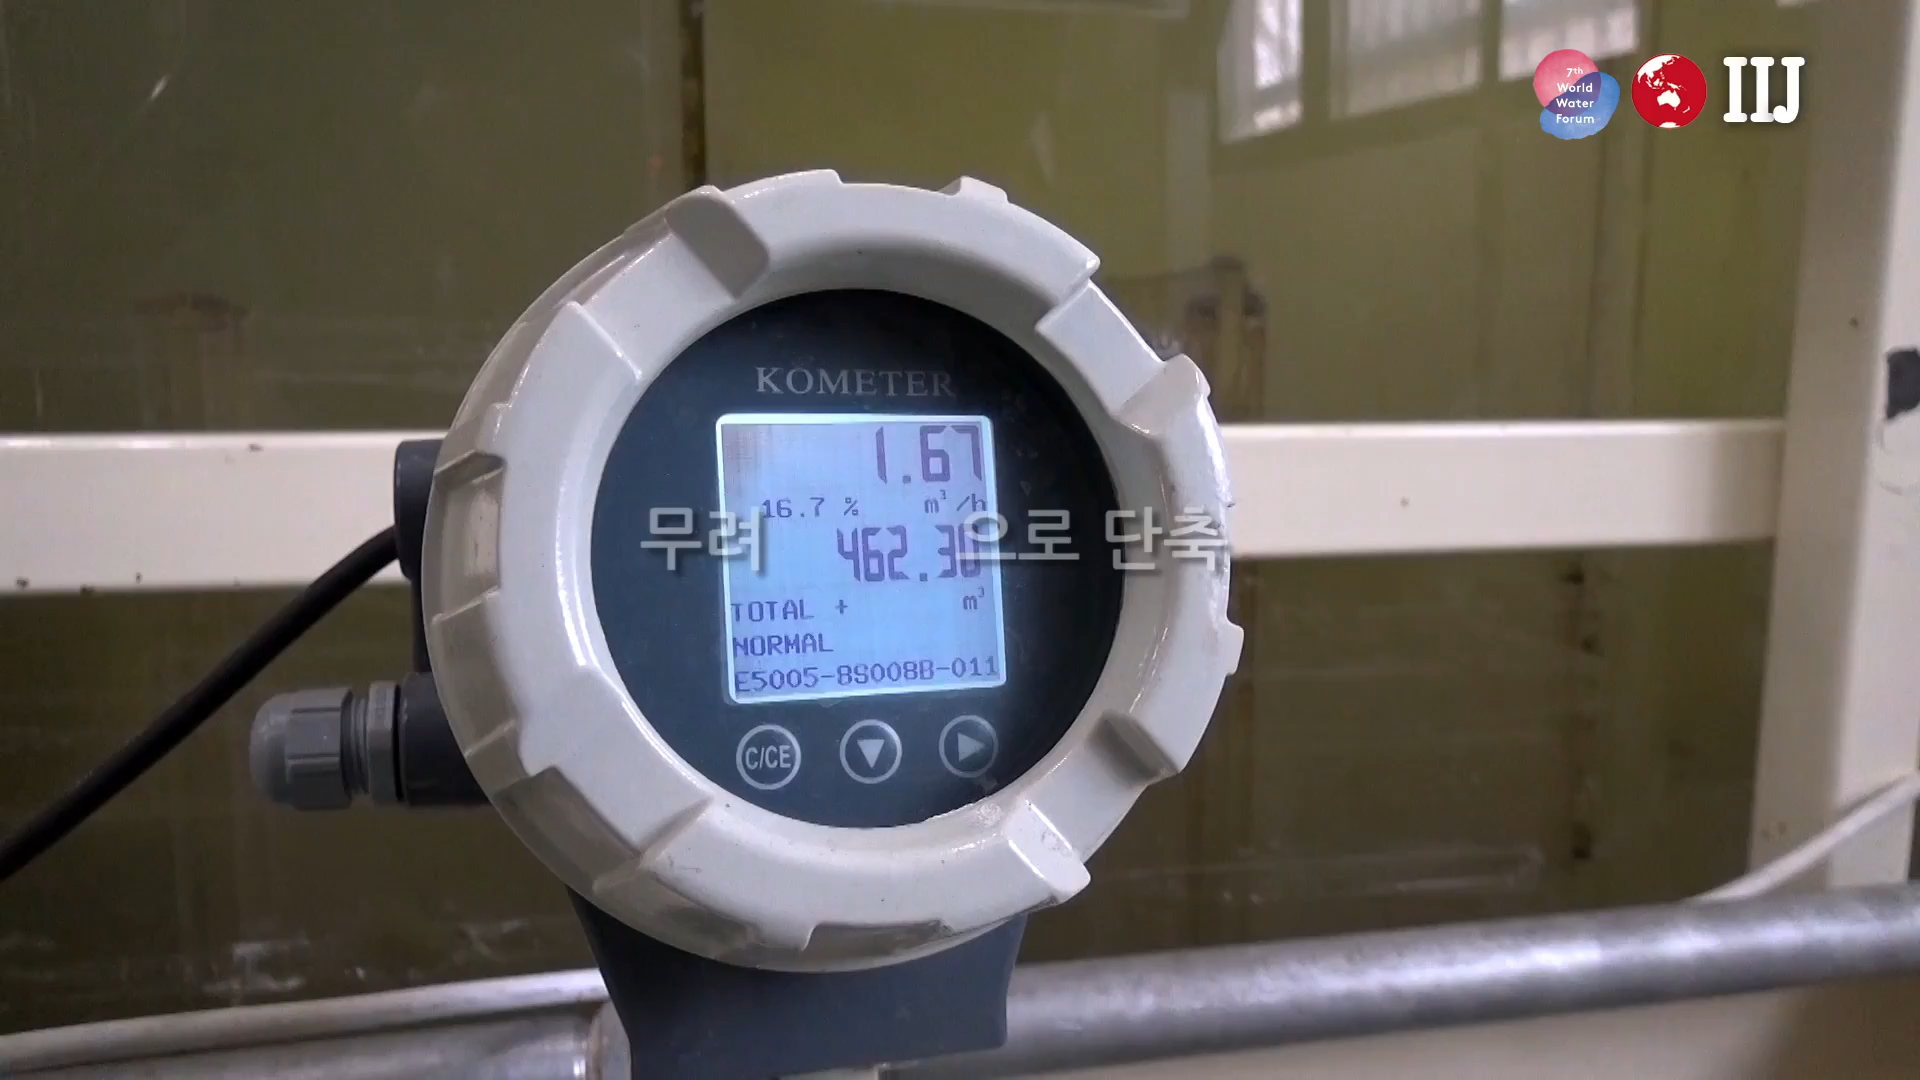 7th
World
Water
Forum
IIJ
KOMETER
1.67
16.7 % m³/h
무려 으로 단축
462.30
TOTAL + m³
NORMAL
E5005-8S008B-011
C/CE